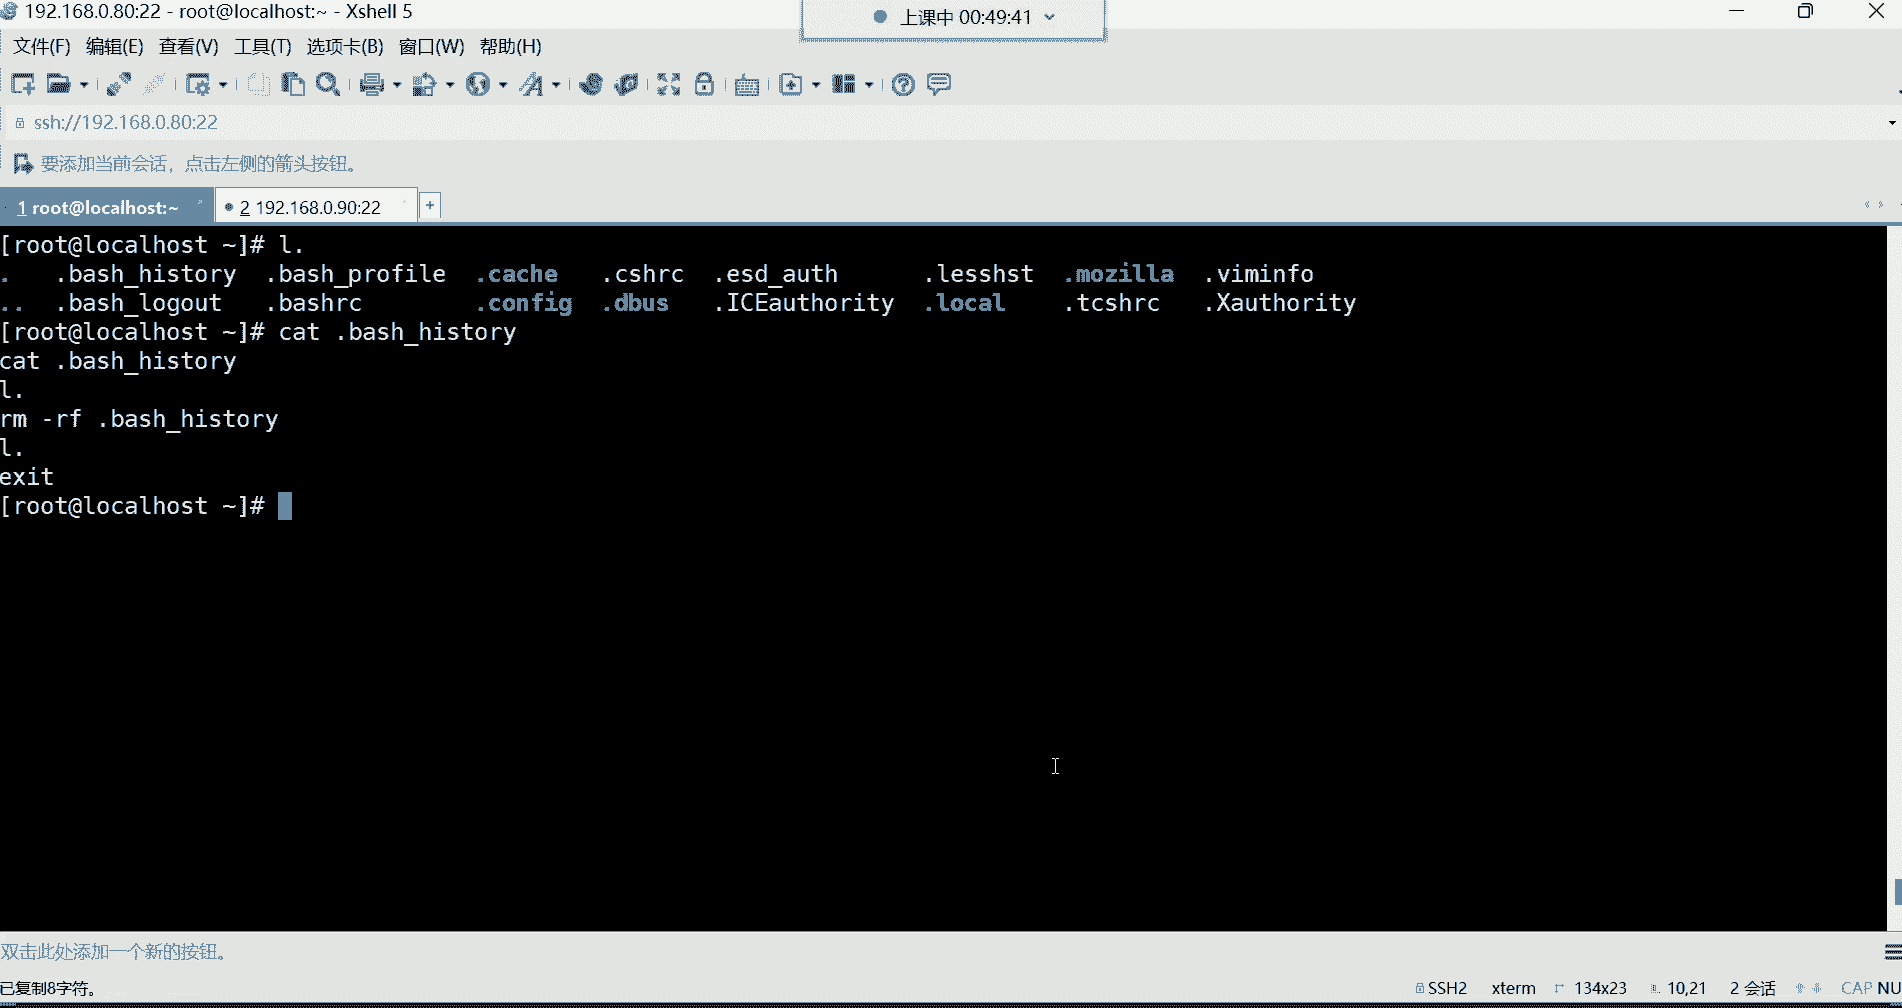 192.168.0.80:22 - root@localhost:~ - Xshell 5
上课中 00:49:41
文件(F) 编辑(E) 查看(V) 工具(T) 选项卡(B) 窗口(W) 帮助(H)
ssh://192.168.0.80:22
要添加当前会话，点击左侧的箭头按钮。
1 root@localhost:~ 2 192.168.0.90:22 +
[root@localhost ~]# l.
. .bash_history .bash_profile .cache .cshrc .esd_auth .lesshst .mozilla .viminfo
.. .bash_logout .bashrc .config .dbus .ICEauthority .local .tcshrc .Xauthority
[root@localhost ~]# cat .bash_history
cat .bash_history
l.
rm -rf .bash_history
l.
exit
[root@localhost ~]#
双击此处添加一个新的按钮。
已复制8字符。 SSH2 xterm 134x23 10,21 2 会话 CAP NU